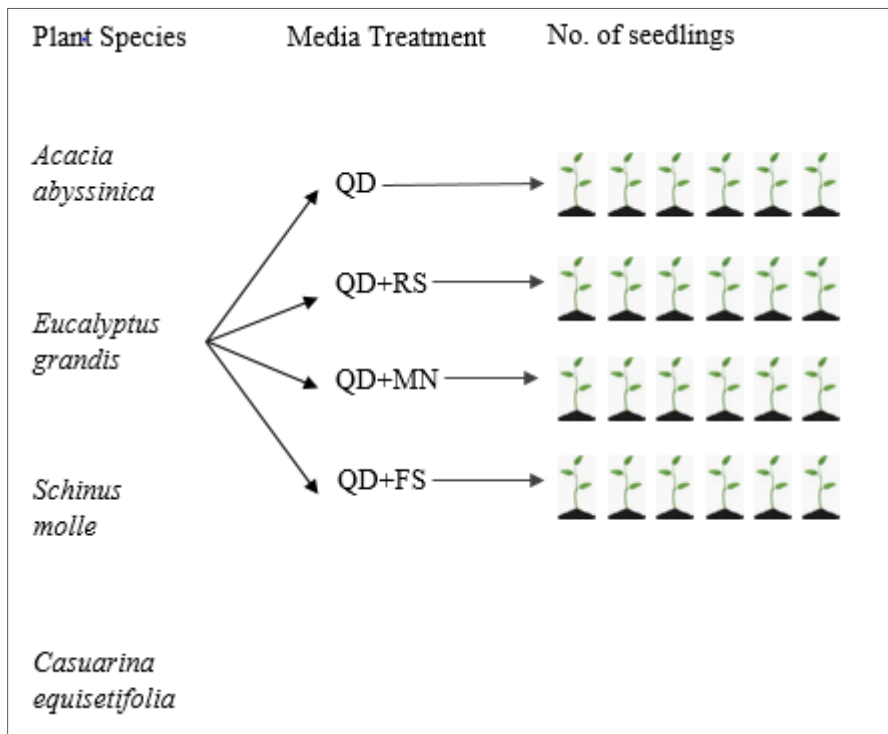 Plant Species Media Treatment No. of seedlings
Acacia
abyssinica
QD
QD+RS
Eucalyptus
grandis
QD+MN
QD+FS
Schinus
molle
Casuarina
equisetifolia